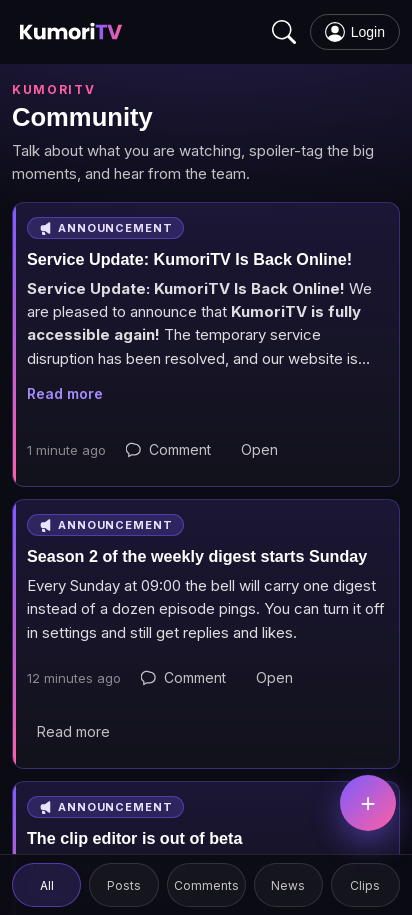 KumoriTV
Login
KUMORITV
Community
Talk about what you are watching, spoiler-tag the big
moments, and hear from the team.
ANNOUNCEMENT
Service Update: KumoriTV Is Back Online!
Service Update: KumoriTV Is Back Online! We
are pleased to announce that KumoriTV is fully
accessible again! The temporary service
disruption has been resolved, and our website is...
Read more
1 minute ago Comment Open
ANNOUNCEMENT
Season 2 of the weekly digest starts Sunday
Every Sunday at 09:00 the bell will carry one digest
instead of a dozen episode pings. You can turn it off
in settings and still get replies and likes.
12 minutes ago Comment Open
Read more
ANNOUNCEMENT
The clip editor is out of beta
+
All Posts Comments News Clips